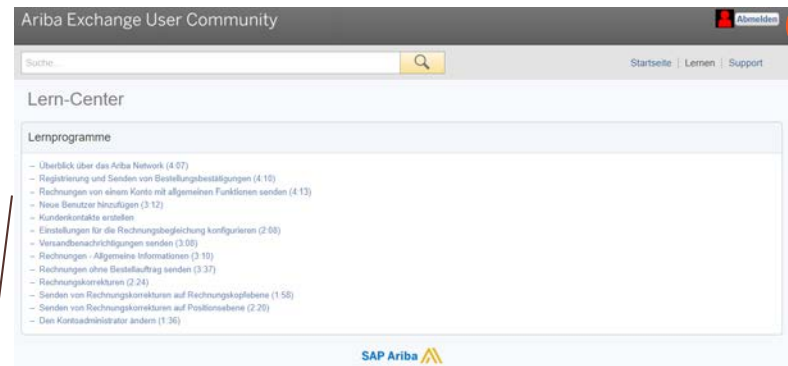 Ariba Exchange User Community
Abmelden
Suche...
Startseite | Lernen | Support
Lern-Center
Lernprogramme
– Überblick über das Ariba Network (4:07)
– Registrierung und Senden von Bestellungsbestätigungen (4:10)
– Rechnungen von einem Konto mit allgemeinen Funktionen senden (4:13)
– Neue Benutzer hinzufügen (3:12)
– Kundenkontakte erstellen
– Einstellungen für die Rechnungsbegleichung konfigurieren (2:08)
– Versandbenachrichtigungen senden (3:08)
– Rechnungen - Allgemeine Informationen (3:10)
– Rechnungen ohne Bestellauftrag senden (3:37)
– Rechnungskorrekturen (2:24)
– Senden von Rechnungskorrekturen auf Rechnungskopfebene (1:58)
– Senden von Rechnungskorrekturen auf Positionsebene (2:20)
– Den Kontoadministrator ändern (1:36)
SAP Ariba